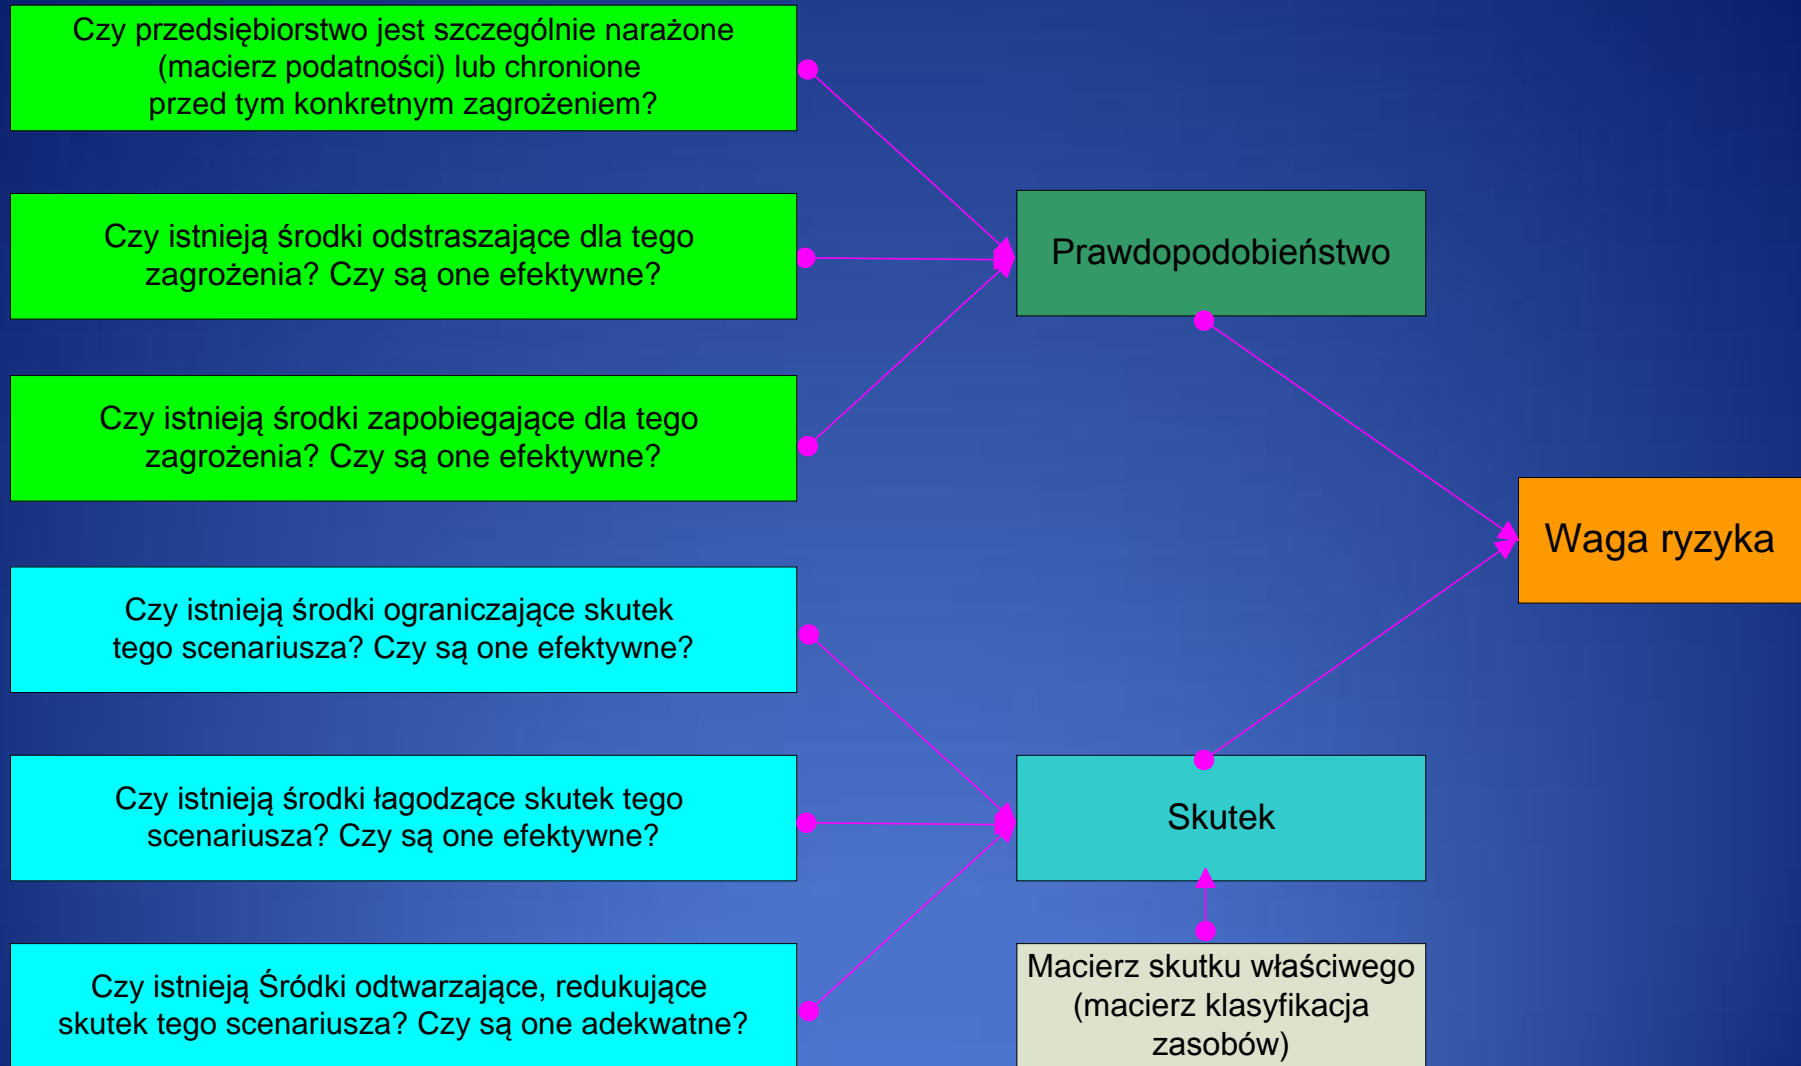 Czy przedsiębiorstwo jest szczególnie narażone
(macierz podatności) lub chronione
przed tym konkretnym zagrożeniem?
Czy istnieją środki odstraszające dla tego
zagrożenia? Czy są one efektywne?
Prawdopodobieństwo
Czy istnieją środki zapobiegające dla tego
zagrożenia? Czy są one efektywne?
Waga ryzyka
Czy istnieją środki ograniczające skutek
tego scenariusza? Czy są one efektywne?
Czy istnieją środki łagodzące skutek tego
scenariusza? Czy są one efektywne?
Skutek
Czy istnieją Śródki odtwarzające, redukujące
skutek tego scenariusza? Czy są one adekwatne?
Macierz skutku właściwego
(macierz klasyfikacja
zasobów)